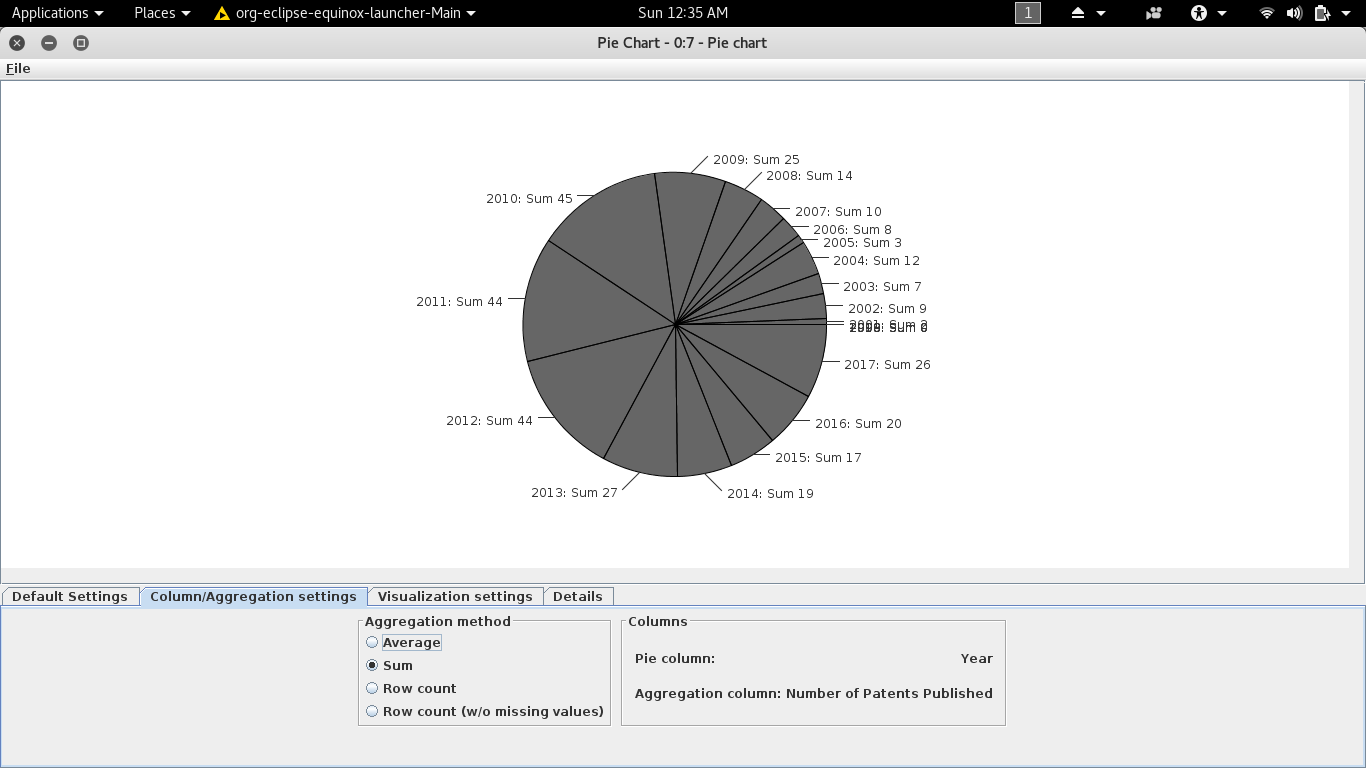 Applications Places org-eclipse-equinox-launcher-Main Sun 12:35 AM 1
Pie Chart - 0:7 - Pie chart
File
2009: Sum 25
2008: Sum 14
2010: Sum 45
2007: Sum 10
2006: Sum 8
2005: Sum 3
2004: Sum 12
2003: Sum 7
2011: Sum 44
2002: Sum 9
2017: Sum 26
2012: Sum 44
2016: Sum 20
2015: Sum 17
2013: Sum 27
2014: Sum 19
Default Settings Column/Aggregation settings Visualization settings Details
Aggregation method
Average
Sum
Row count
Row count (w/o missing values)
Columns
Pie column: Year
Aggregation column: Number of Patents Published